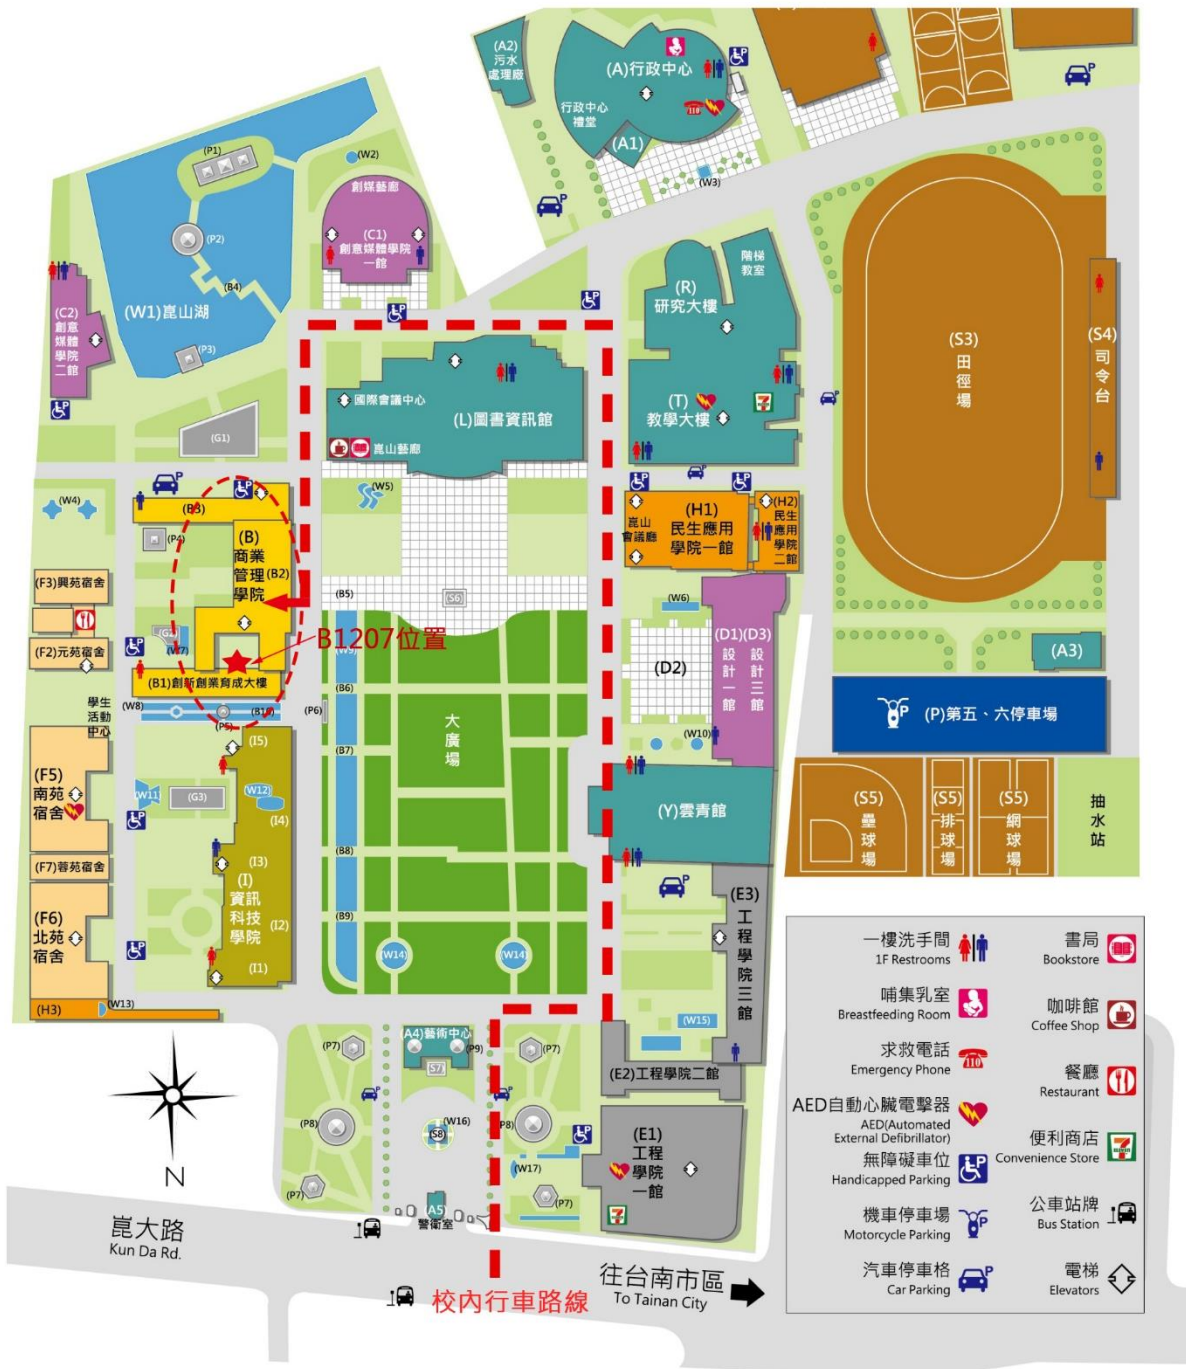 (A2)
污水
處理廠
(A)行政中心
行政中心
禮堂
(A1)
110
(W3)
(P1)
(W2)
創媒藝廊
(C1)
創意媒體學院
一館
(P2)
(B4)
(W1)崑山湖
(P3)
(C2)
創意
媒體
學院
二館
(G1)
階梯
教室
(R)
研究大樓
(T)
教學大樓
(S3)
田徑場
(S4)
司令台
國際會議中心
(L)圖書資訊館
崑山藝廊
(W5)
(W4)
(B3)
(P4)
(B)
商業
管理(B2)
學院
(F3)興苑宿舍
(F2)元苑宿舍
(W7)
(B1)創新創業育成大樓
B1207位置
(B5)
(S6)
(W9)
(B6)
(B7)
(B8)
(B9)
大廣場
(H1)
民生應用
學院一館
崑山
會議廳
(H2)
民生
應用
學院
二館
(W6)
(D1)(D3)
設計一館
設計三館
(D2)
(W10)
(A3)
(P)第五、六停車場
(S5)
壘球場
(S5)
排球場
(S5)
網球場
抽水站
學生
活動
中心
(W8)
(P5)
(P6)
(I5)
(F5)
南苑
宿舍
(W11)
(G3)
(W12)
(I4)
(I3)
(I)
資訊
科技
學院
(I2)
(I1)
(F7)蓉苑宿舍
(F6)
北苑
宿舍
(H3)
(W13)
(Y)雲青館
(E3)
工程學院三館
(W14)
(W14)
(W15)
(E2)工程學院二館
(E1)
工程
學院
一館
(A4)藝術中心
(P9)
(S7)
(P7)
(P7)
(P8)
(P8)
(W16)
(S8)
(W17)
(P7)
(P7)
(A5)
警衛室
N
崑大路
Kun Da Rd.
校內行車路線
往台南市區
To Tainan City
一樓洗手間
1F Restrooms
哺集乳室
Breastfeeding Room
求救電話
Emergency Phone
110
AED自動心臟電擊器
AED(Automated
External Defibrillator)
無障礙車位
Handicapped Parking
機車停車場
Motorcycle Parking
汽車停車格
Car Parking
書局
Bookstore
咖啡館
Coffee Shop
餐廳
Restaurant
便利商店
Convenience Store
公車站牌
Bus Station
電梯
Elevators